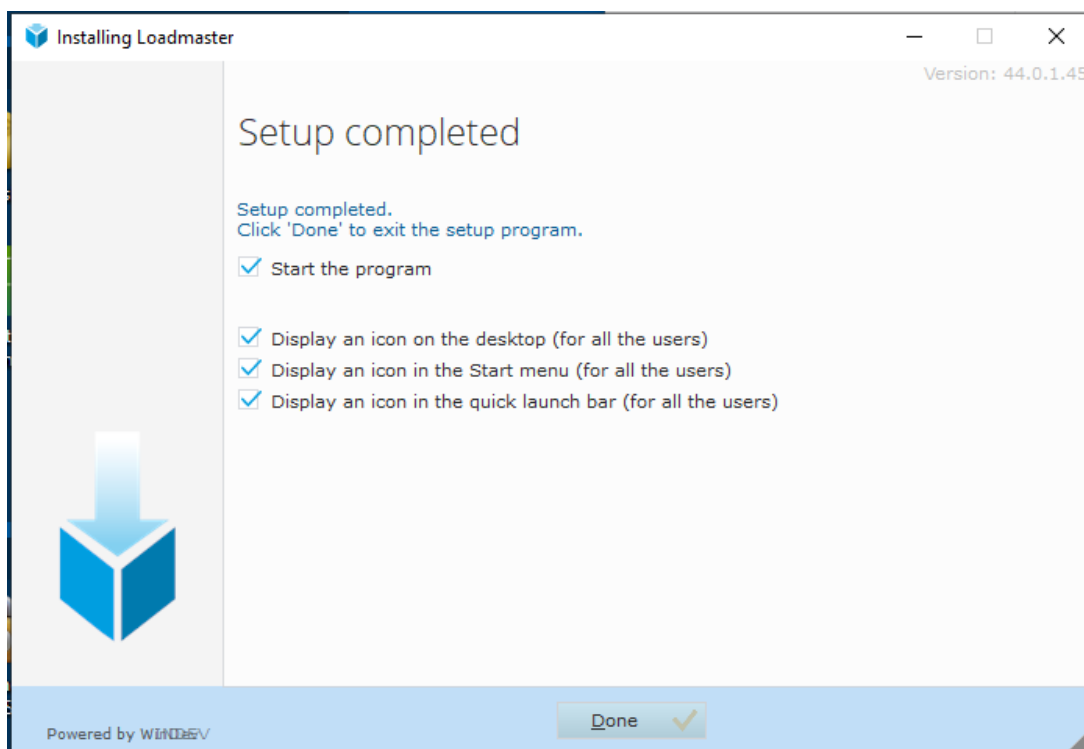 Installing Loadmaster
Version: 44.0.1.45
Setup completed
Setup completed.
Click 'Done' to exit the setup program.
Start the program
Display an icon on the desktop (for all the users)
Display an icon in the Start menu (for all the users)
Display an icon in the quick launch bar (for all the users)
Done
Powered by